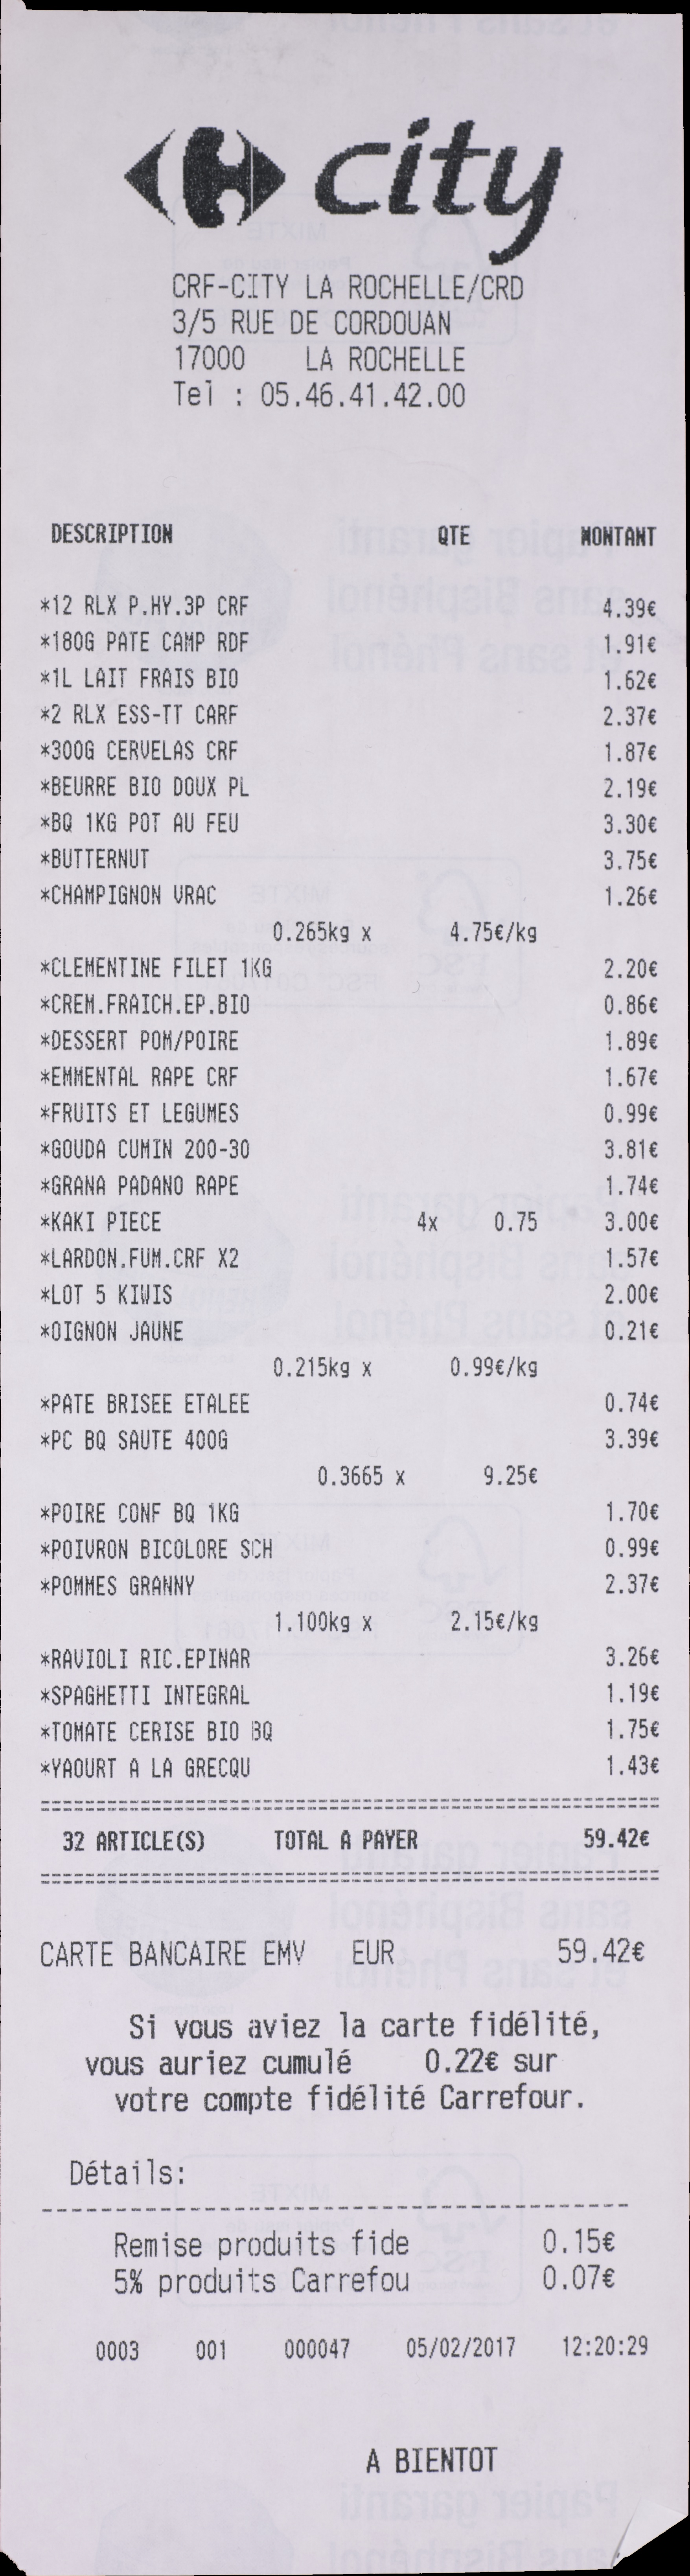 city
CRF-CITY LA ROCHELLE/CRD
3/5 RUE DE CORDOUAN
17000 LA ROCHELLE
Tel : 05.46.41.42.00
DESCRIPTION QTE MONTANT
*12 RLX P.HY.3P CRF 4.39€
*180G PATE CAMP RDF 1.91€
*1L LAIT FRAIS BIO 1.62€
*2 RLX ESS-TT CARF 2.37€
*300G CERVELAS CRF 1.87€
*BEURRE BIO DOUX PL 2.19€
*BQ 1KG POT AU FEU 3.30€
*BUTTERNUT 3.75€
*CHAMPIGNON VRAC 1.26€
0.265kg x 4.75€/kg
*CLEMENTINE FILET 1KG 2.20€
*CREM.FRAICH.EP.BIO 0.86€
*DESSERT POM/POIRE 1.89€
*EMMENTAL RAPE CRF 1.67€
*FRUITS ET LEGUMES 0.99€
*GOUDA CUMIN 200-30 3.81€
*GRANA PADANO RAPE 1.74€
*KAKI PIECE 4x 0.75 3.00€
*LARDON.FUM.CRF X2 1.57€
*LOT 5 KIWIS 2.00€
*OIGNON JAUNE 0.21€
0.215kg x 0.99€/kg
*PATE BRISEE ETALEE 0.74€
*PC BQ SAUTE 400G 3.39€
0.3665 x 9.25€
*POIRE CONF BQ 1KG 1.70€
*POIVRON BICOLORE SCH 0.99€
*POMMES GRANNY 2.37€
1.100kg x 2.15€/kg
*RAVIOLI RIC.EPINAR 3.26€
*SPAGHETTI INTEGRAL 1.19€
*TOMATE CERISE BIO BQ 1.75€
*YAOURT A LA GRECQU 1.43€
32 ARTICLE(S) TOTAL A PAYER 59.42€
CARTE BANCAIRE EMV EUR 59.42€
Si vous aviez la carte fidélité,
vous auriez cumulé 0.22€ sur
votre compte fidélité Carrefour.
Détails:
Remise produits fide 0.15€
5% produits Carrefou 0.07€
0003 001 000047 05/02/2017 12:20:29
A BIENTOT